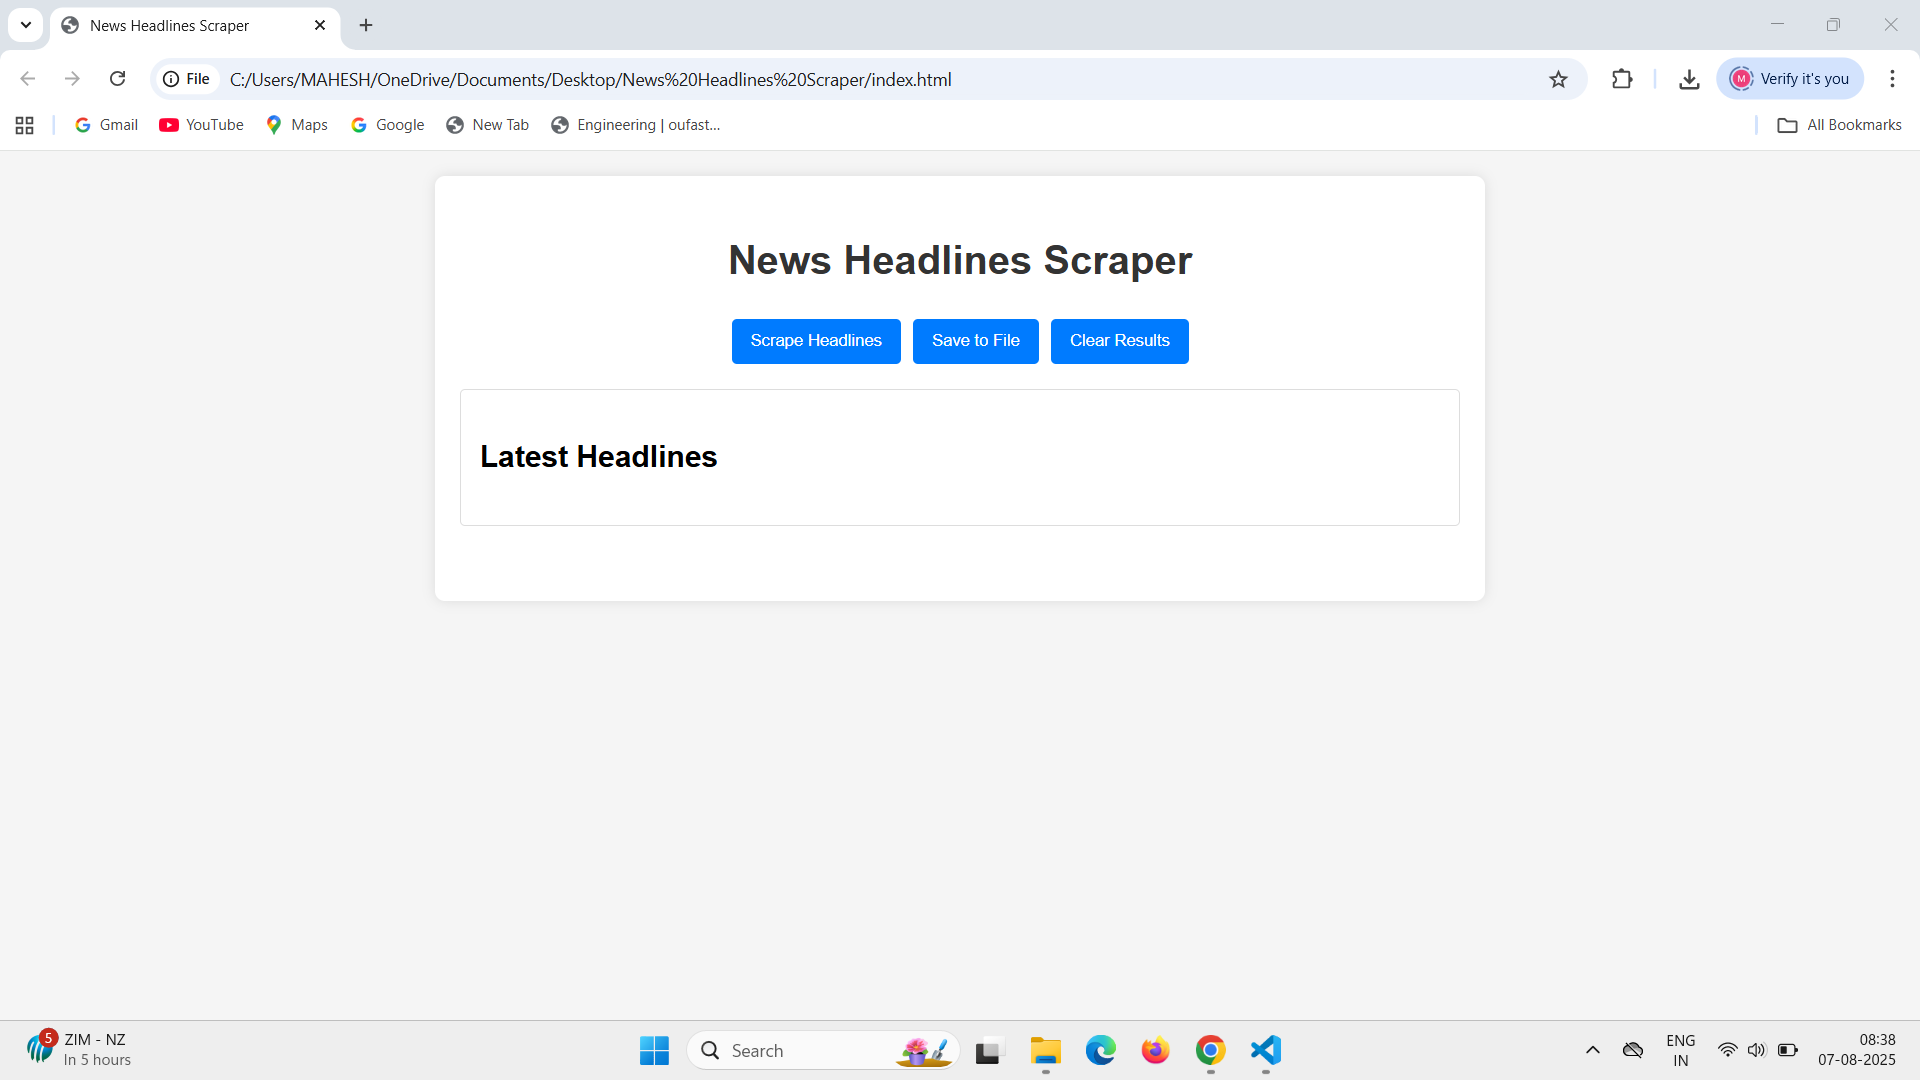 News Headlines Scraper
File
C:/Users/MAHESH/OneDrive/Documents/Desktop/News%20Headlines%20Scraper/index.html
M
Verify it's you
Gmail
YouTube
Maps
Google
New Tab
Engineering | oufast...
All Bookmarks
News Headlines Scraper
Scrape Headlines
Save to File
Clear Results
Latest Headlines
5
ZIM - NZ
In 5 hours
Search
ENG
IN
08:38
07-08-2025